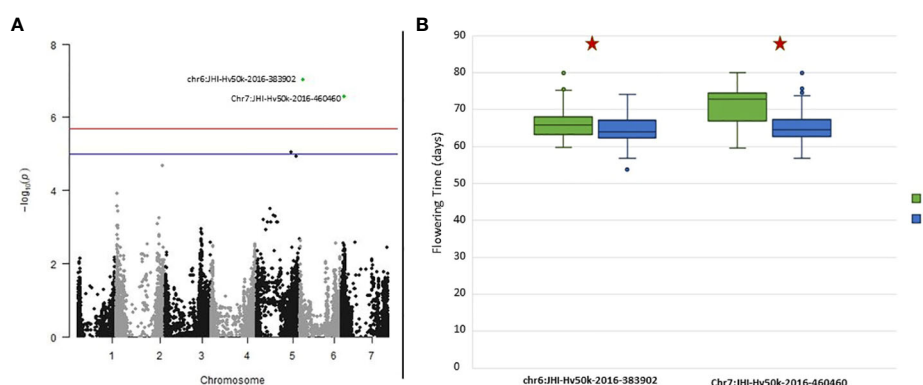 A
8
6
4
2
0
−log10(p)
chr6:JHI-Hv50k-2016-383902
Chr7:JHI-Hv50k-2016-460460
1 2 3 4 5 6 7
Chromosome
B
90
80
70
60
50
40
30
20
10
0
Flowering Time (days)
chr6:JHI-Hv50k-2016-383902
Chr7:JHI-Hv50k-2016-460460